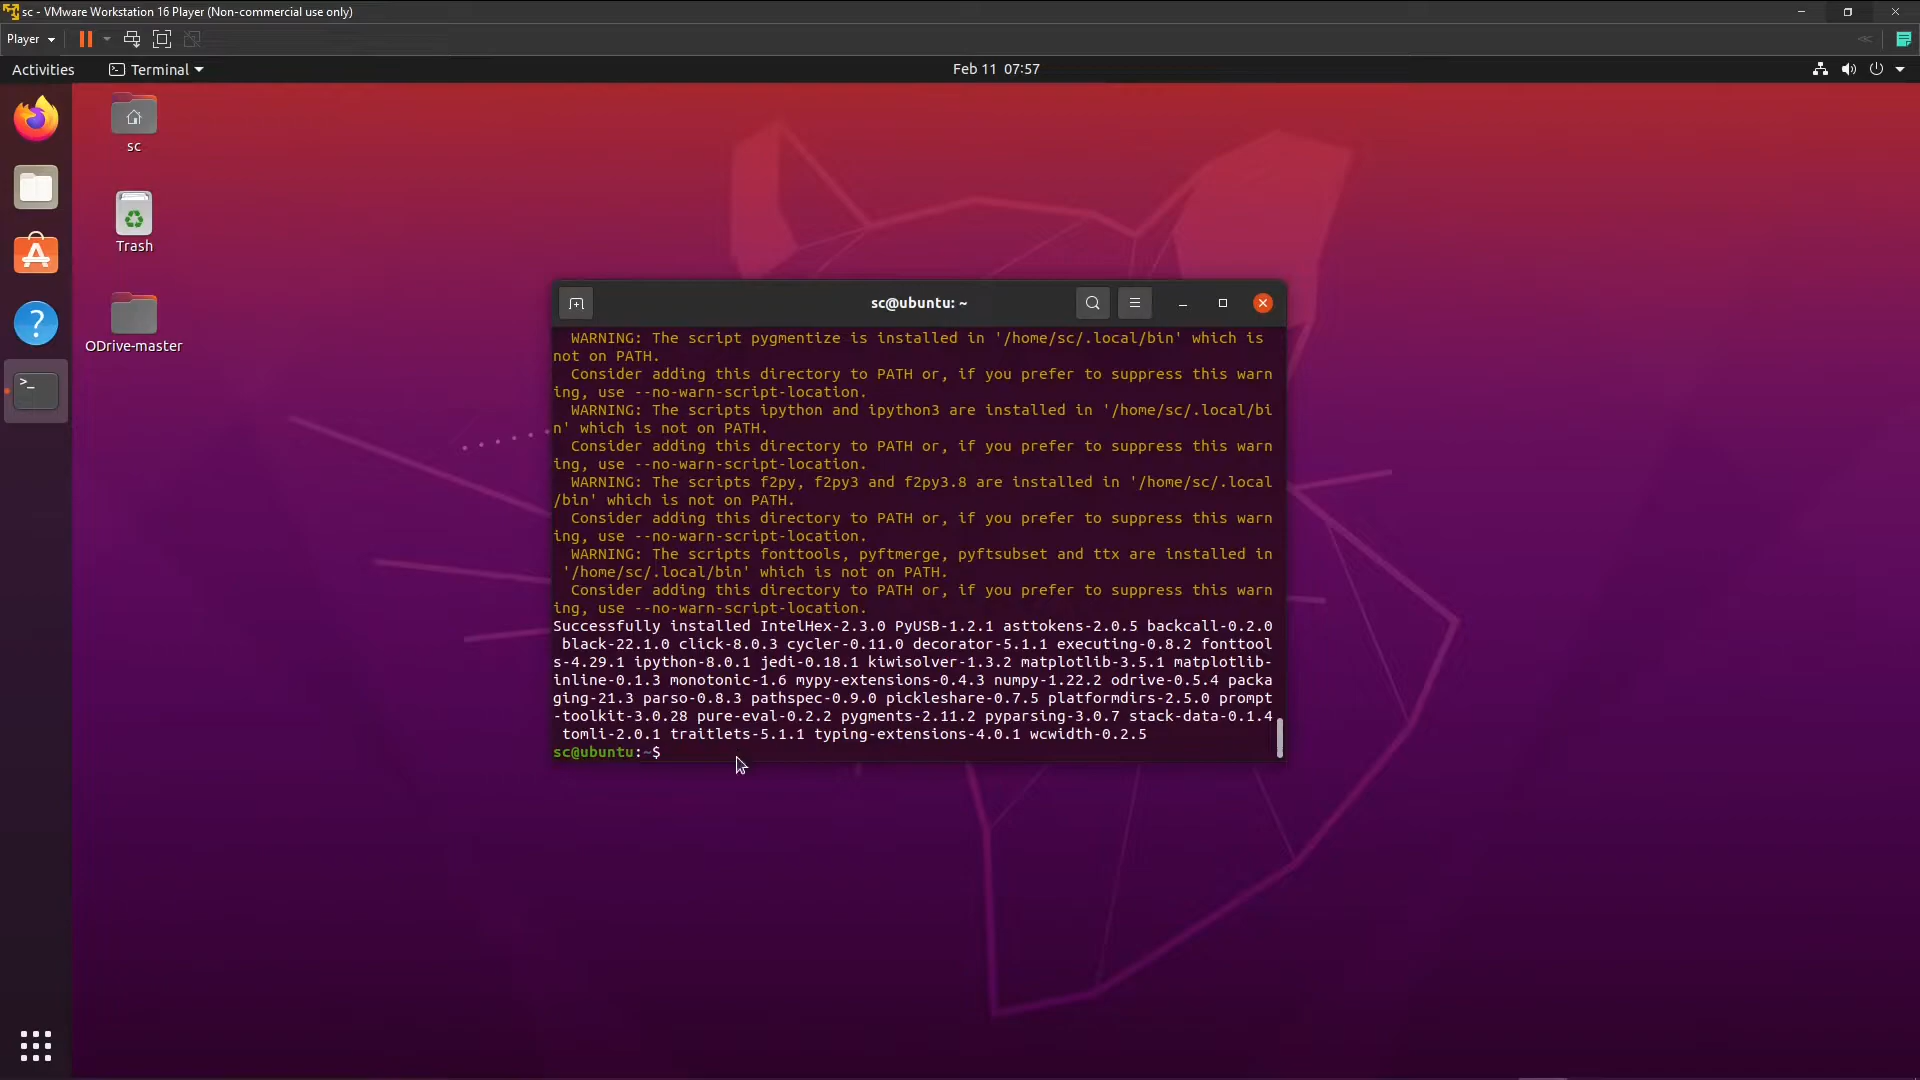 sc - VMware Workstation 16 Player (Non-commercial use only)
Player
Activities
Terminal
Feb 11 07:57
sc
Trash
ODrive-master
sc@ubuntu: ~
WARNING: The script pygmentize is installed in '/home/sc/.local/bin' which is
not on PATH.
Consider adding this directory to PATH or, if you prefer to suppress this warn
ing, use --no-warn-script-location.
WARNING: The scripts ipython and ipython3 are installed in '/home/sc/.local/bi
n' which is not on PATH.
Consider adding this directory to PATH or, if you prefer to suppress this warn
ing, use --no-warn-script-location.
WARNING: The scripts f2py, f2py3 and f2py3.8 are installed in '/home/sc/.local
/bin' which is not on PATH.
Consider adding this directory to PATH or, if you prefer to suppress this warn
ing, use --no-warn-script-location.
WARNING: The scripts fonttools, pyftmerge, pyftsubset and ttx are installed in
'/home/sc/.local/bin' which is not on PATH.
Consider adding this directory to PATH or, if you prefer to suppress this warn
ing, use --no-warn-script-location.
Successfully installed IntelHex-2.3.0 PyUSB-1.2.1 asttokens-2.0.5 backcall-0.2.0
black-22.1.0 click-8.0.3 cycler-0.11.0 decorator-5.1.1 executing-0.8.2 fonttool
s-4.29.1 ipython-8.0.1 jedi-0.18.1 kiwisolver-1.3.2 matplotlib-3.5.1 matplotlib-
inline-0.1.3 monotonic-1.6 mypy-extensions-0.4.3 numpy-1.22.2 odrive-0.5.4 packa
ging-21.3 parso-0.8.3 pathspec-0.9.0 pickleshare-0.7.5 platformdirs-2.5.0 prompt
-toolkit-3.0.28 pure-eval-0.2.2 pygments-2.11.2 pyparsing-3.0.7 stack-data-0.1.4
tomli-2.0.1 traitlets-5.1.1 typing-extensions-4.0.1 wcwidth-0.2.5
sc@ubuntu:~$